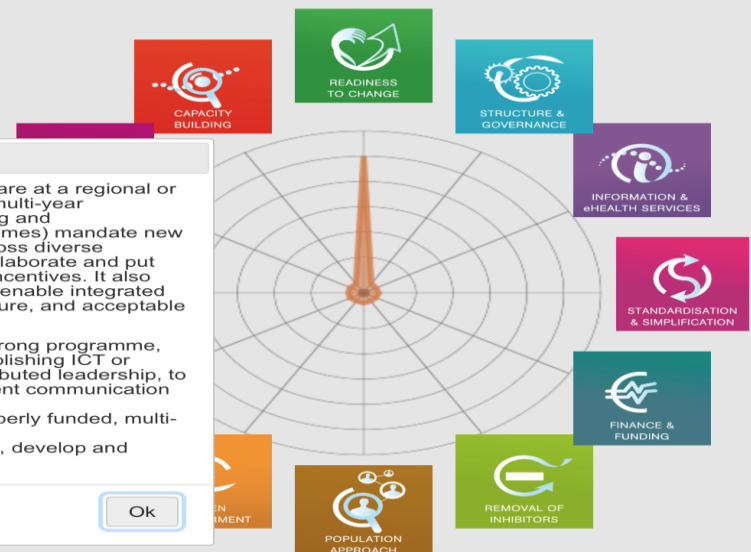 READINESS
TO CHANGE
CAPACITY
BUILDING
STRUCTURE &
GOVERNANCE
INFORMATION &
eHEALTH SERVICES
STANDARDISATION
& SIMPLIFICATION
FINANCE &
FUNDING
REMOVAL OF
INHIBITORS
POPULATION
APPROACH
are at a regional or
multi-year
g and
mes) mandate new
oss diverse
laborate and put
ncentives. It also
enable integrated
ure, and acceptable
rong programme,
olishing ICT or
buted leadership, to
ent communication
perly funded, multi-
, develop and
Ok